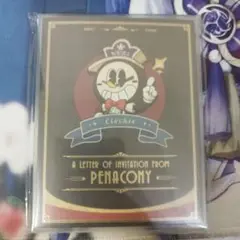 Clockie
A LETTER OF INVITATION FROM
PENACONY